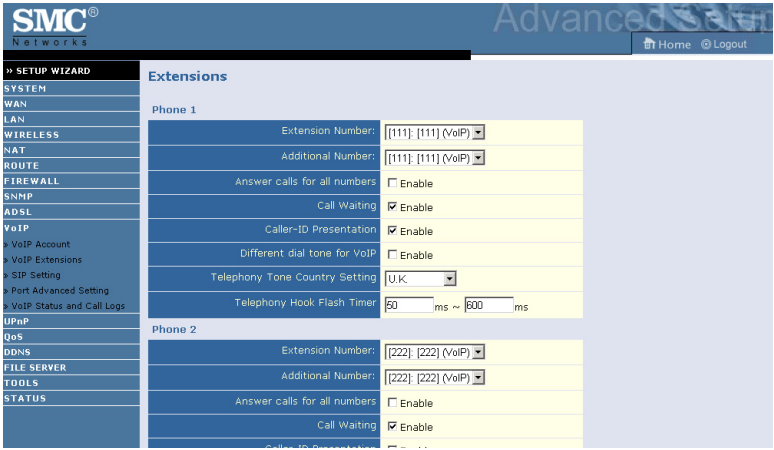 SMC®
Networks
Advanced Setup
Home Logout
» SETUP WIZARD
SYSTEM
WAN
LAN
WIRELESS
NAT
ROUTE
FIREWALL
SNMP
ADSL
VoIP
» VoIP Account
» VoIP Extensions
» SIP Setting
» Port Advanced Setting
» VoIP Status and Call Logs
UPnP
QoS
DDNS
FILE SERVER
TOOLS
STATUS
Extensions
Phone 1
Extension Number: [111]: [111] (VoIP)
Additional Number: [111]: [111] (VoIP)
Answer calls for all numbers Enable
Call Waiting Enable
Caller-ID Presentation Enable
Different dial tone for VoIP Enable
Telephony Tone Country Setting U.K.
Telephony Hook Flash Timer 50 ms ~ 600 ms
Phone 2
Extension Number: [222]: [222] (VoIP)
Additional Number: [222]: [222] (VoIP)
Answer calls for all numbers Enable
Call Waiting Enable
Caller-ID Presentation Enable